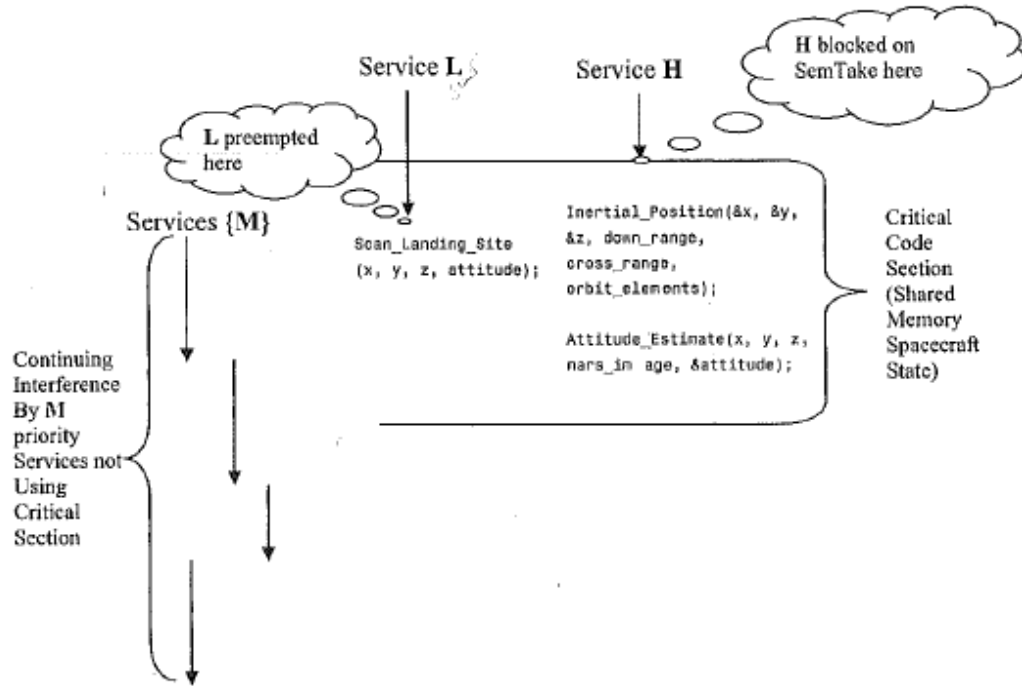 Service L
Service H
H blocked on
SemTake here
L preempted
here
Services {M}
Scan_Landing_Site
(x, y, z, attitude);
Inertial_Position(&x, &y,
&z, down_range,
cross_range,
orbit_elements);
Attitude_Estimate(x, y, z,
mars_im age, &attitude);
Critical
Code
Section
(Shared
Memory
Spacecraft
State)
Continuing
Interference
By M
priority
Services not
Using
Critical
Section